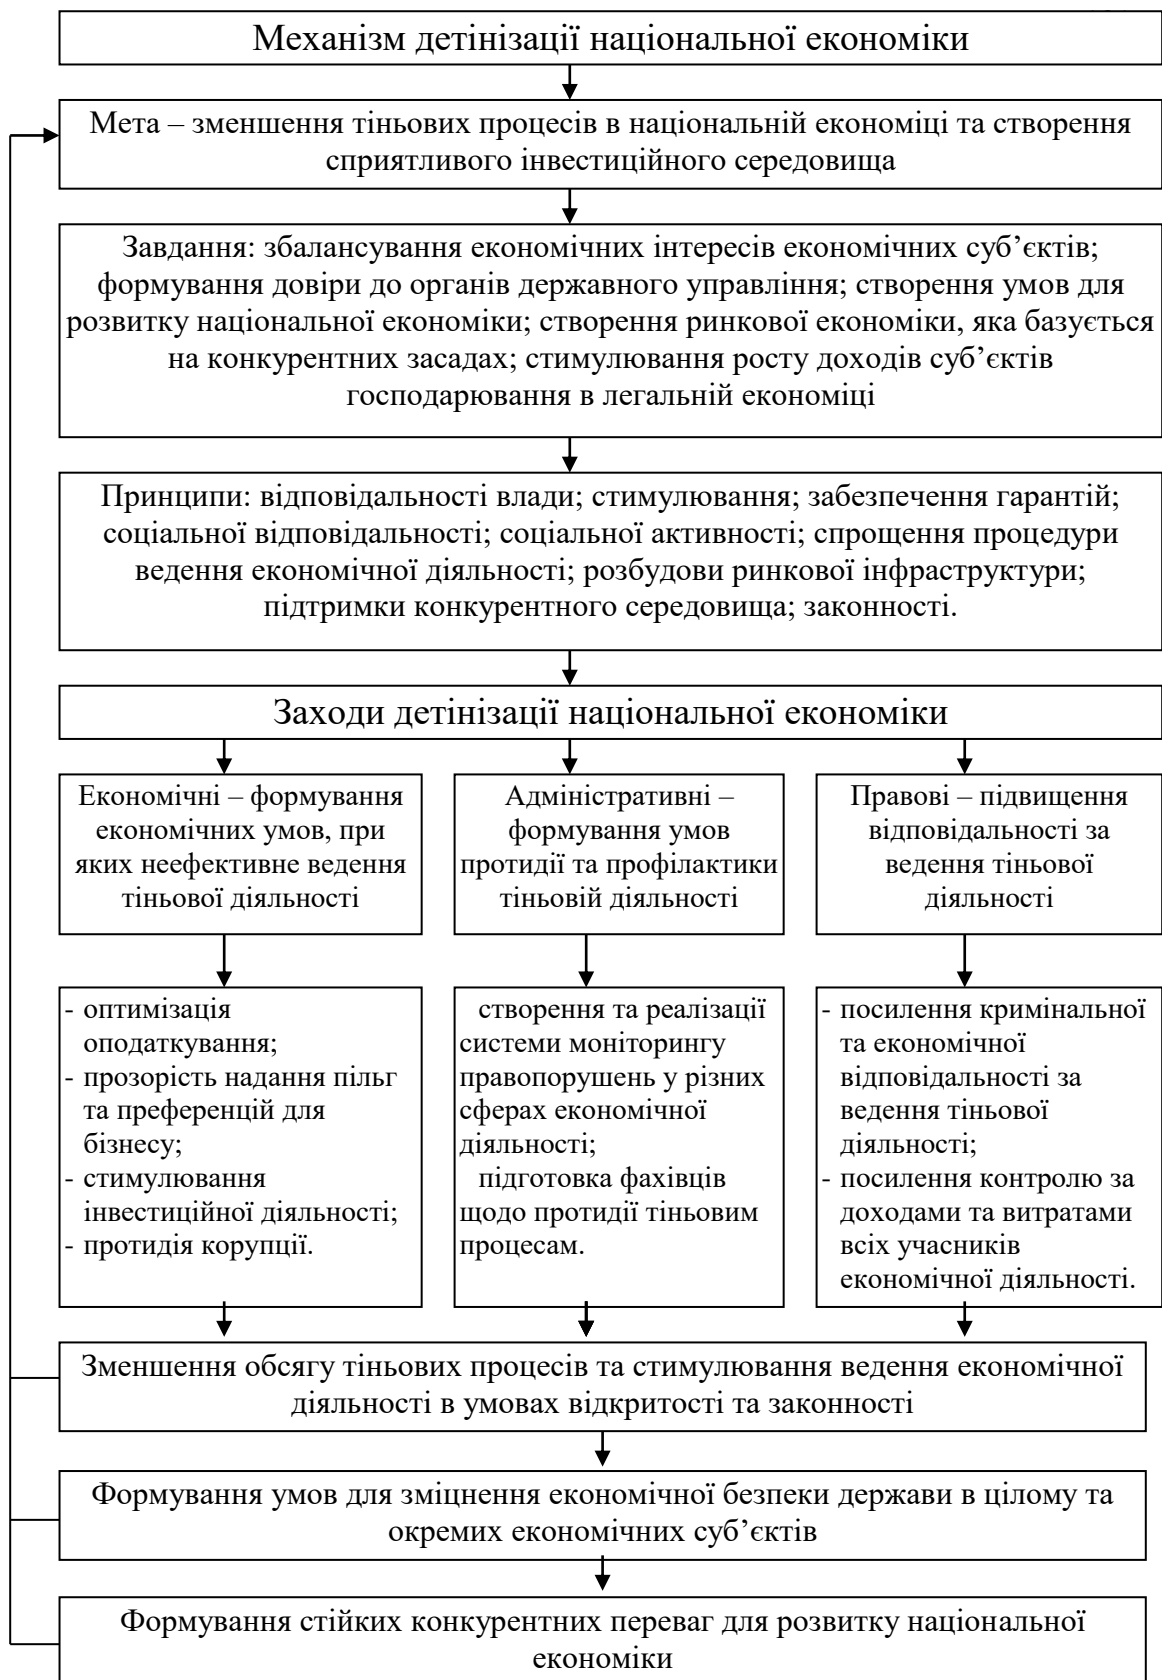 Механізм детінізації національної економіки
Мета – зменшення тіньових процесів в національній економіці та створення
сприятливого інвестиційного середовища
Завдання: збалансування економічних інтересів економічних суб’єктів;
формування довіри до органів державного управління; створення умов для
розвитку національної економіки; створення ринкової економіки, яка базується
на конкурентних засадах; стимулювання росту доходів суб’єктів
господарювання в легальній економіці
Принципи: відповідальності влади; стимулювання; забезпечення гарантій;
соціальної відповідальності; соціальної активності; спрощення процедури
ведення економічної діяльності; розбудови ринкової інфраструктури;
підтримки конкурентного середовища; законності.
Заходи детінізації національної економіки
Економічні – формування
економічних умов, при
яких неефективне ведення
тіньової діяльності
Адміністративні –
формування умов
протидії та профілактики
тіньовій діяльності
Правові – підвищення
відповідальності за
ведення тіньової
діяльності
- оптимізація
оподаткування;
- прозорість надання пільг
та преференцій для
бізнесу;
- стимулювання
інвестиційної діяльності;
- протидія корупції.
створення та реалізації
системи моніторингу
правопорушень у різних
сферах економічної
діяльності;
підготовка фахівців
щодо протидії тіньовим
процесам.
- посилення кримінальної
та економічної
відповідальності за
ведення тіньової
діяльності;
- посилення контролю за
доходами та витратами
всіх учасників
економічної діяльності.
Зменшення обсягу тіньових процесів та стимулювання ведення економічної
діяльності в умовах відкритості та законності
Формування умов для зміцнення економічної безпеки держави в цілому та
окремих економічних суб’єктів
Формування стійких конкурентних переваг для розвитку національної
економіки